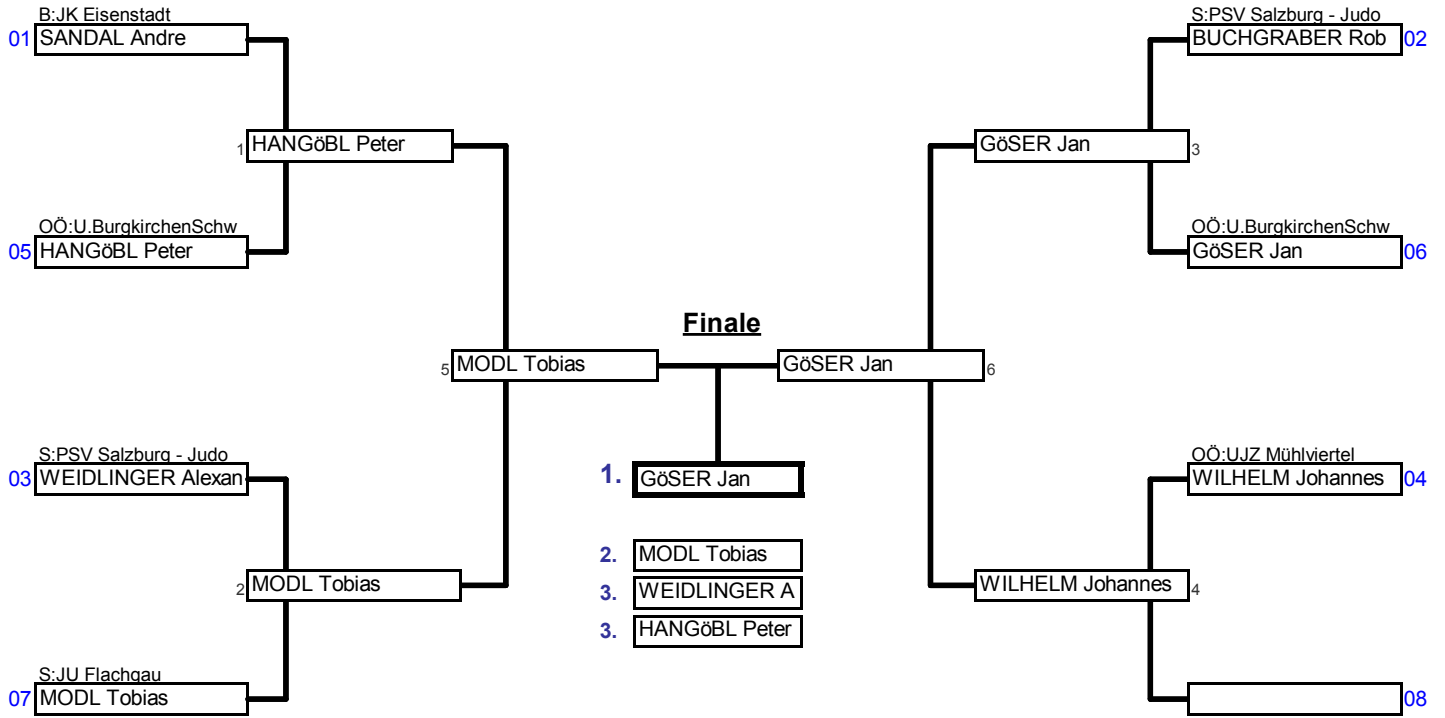 B:JK Eisenstadt
01 SANDAL Andre
S:PSV Salzburg - Judo
BUCHGRABER Rob 02
1 HANGöBL Peter
GöSER Jan 3
OÖ:U.BurgkirchenSchw
05 HANGöBL Peter
OÖ:U.BurgkirchenSchw
GöSER Jan 06
Finale
5 MODL Tobias
GöSER Jan 6
S:PSV Salzburg - Judo
03 WEIDLINGER Alexan
1. GöSER Jan
OÖ:UJZ Mühlviertel
WILHELM Johannes 04
2. MODL Tobias
3. WEIDLINGER A
3. HANGöBL Peter
2 MODL Tobias
WILHELM Johannes 4
S:JU Flachgau
07 MODL Tobias
08